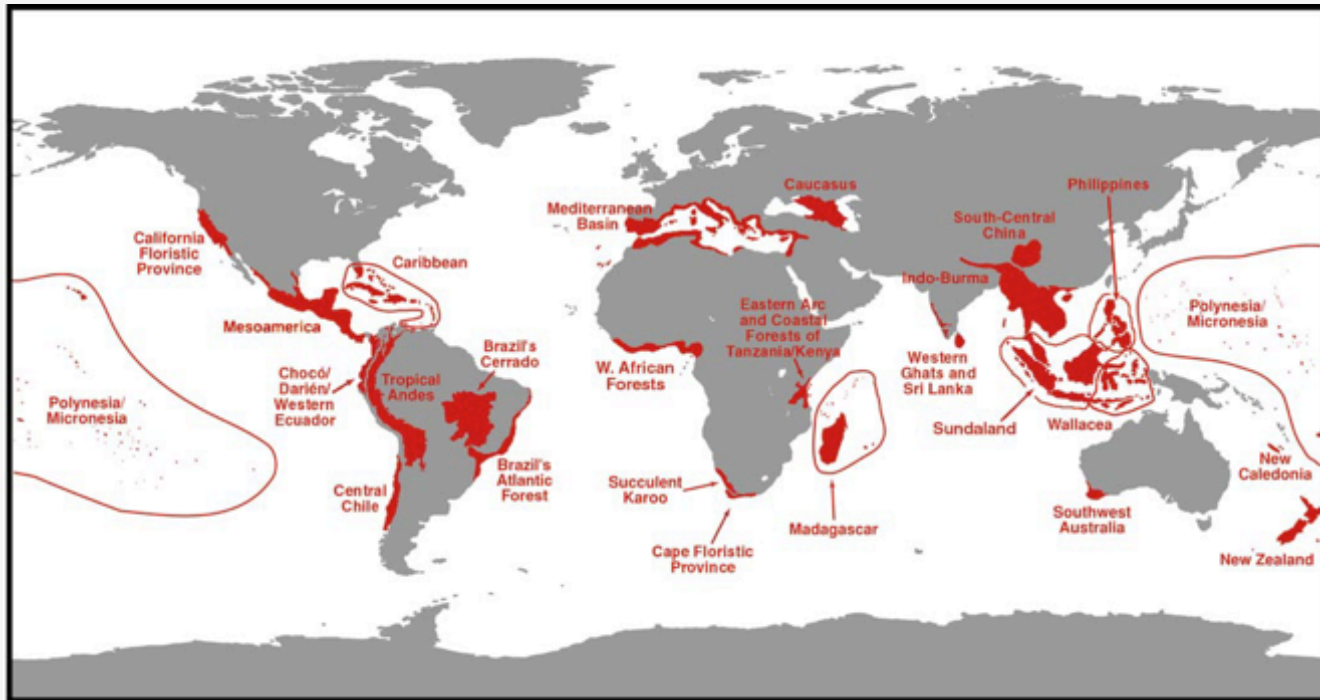 Caucasus
Philippines
Mediterranean
Basin
South-Central
China
California
Floristic
Province
Caribbean
Indo-Burma
Polynesia/
Micronesia
Mesoamerica
Eastern Arc
and Coastal
Forests of
Tanzania/Kenya
Brazil's
Cerrado
W. African
Forests
Western
Ghats and
Sri Lanka
Chocó/
Darién/
Western
Ecuador
Tropical
Andes
Polynesia/
Micronesia
Sundaland
Wallacea
Brazil's
Atlantic
Forest
New
Caledonia
Central
Chile
Succulent
Karoo
Madagascar
Southwest
Australia
Cape Floristic
Province
New Zealand